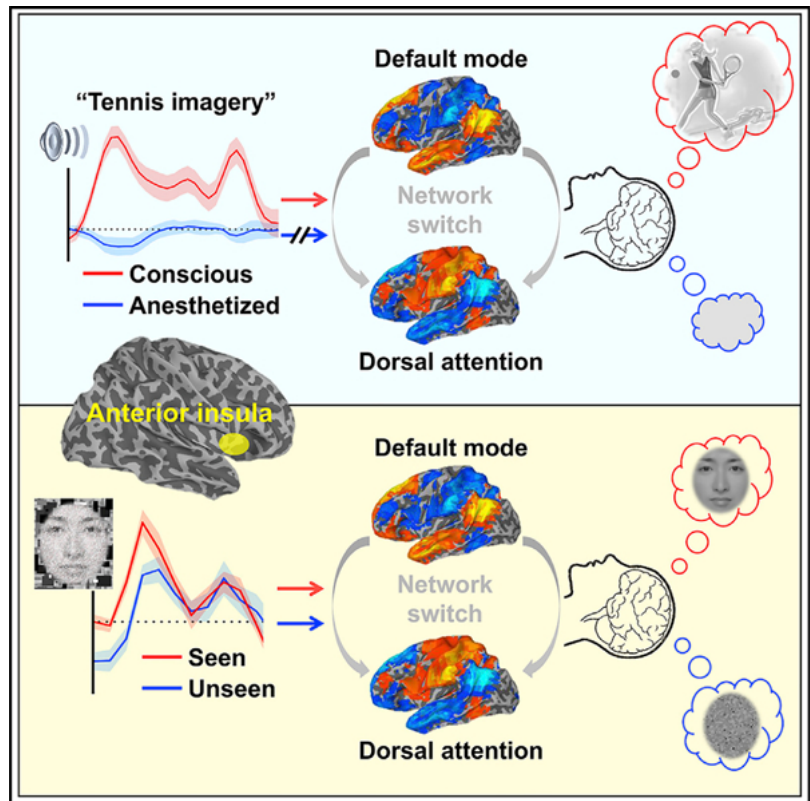 Default mode
“Tennis imagery”
Network
switch
Conscious
Anesthetized
Dorsal attention
Anterior insula
Default mode
Network
switch
Seen
Unseen
Dorsal attention